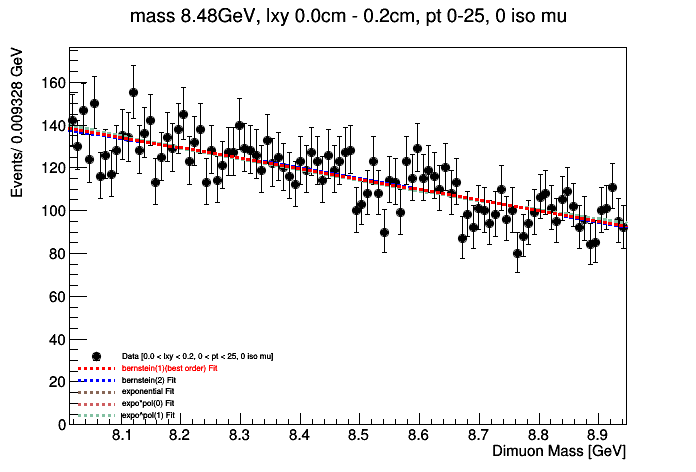 mass 8.48GeV, lxy 0.0cm - 0.2cm, pt 0-25, 0 iso mu
Events/ 0.009328 GeV
160
140
120
100
80
60
40
20
0
Data [0.0 < lxy < 0.2, 0 < pt < 25, 0 iso mu]
bernstein(1)(best order) Fit
bernstein(2) Fit
exponential Fit
expo*pol(0) Fit
expo*pol(1) Fit
8.1 8.2 8.3 8.4 8.5 8.6 8.7 8.8 8.9
Dimuon Mass [GeV]